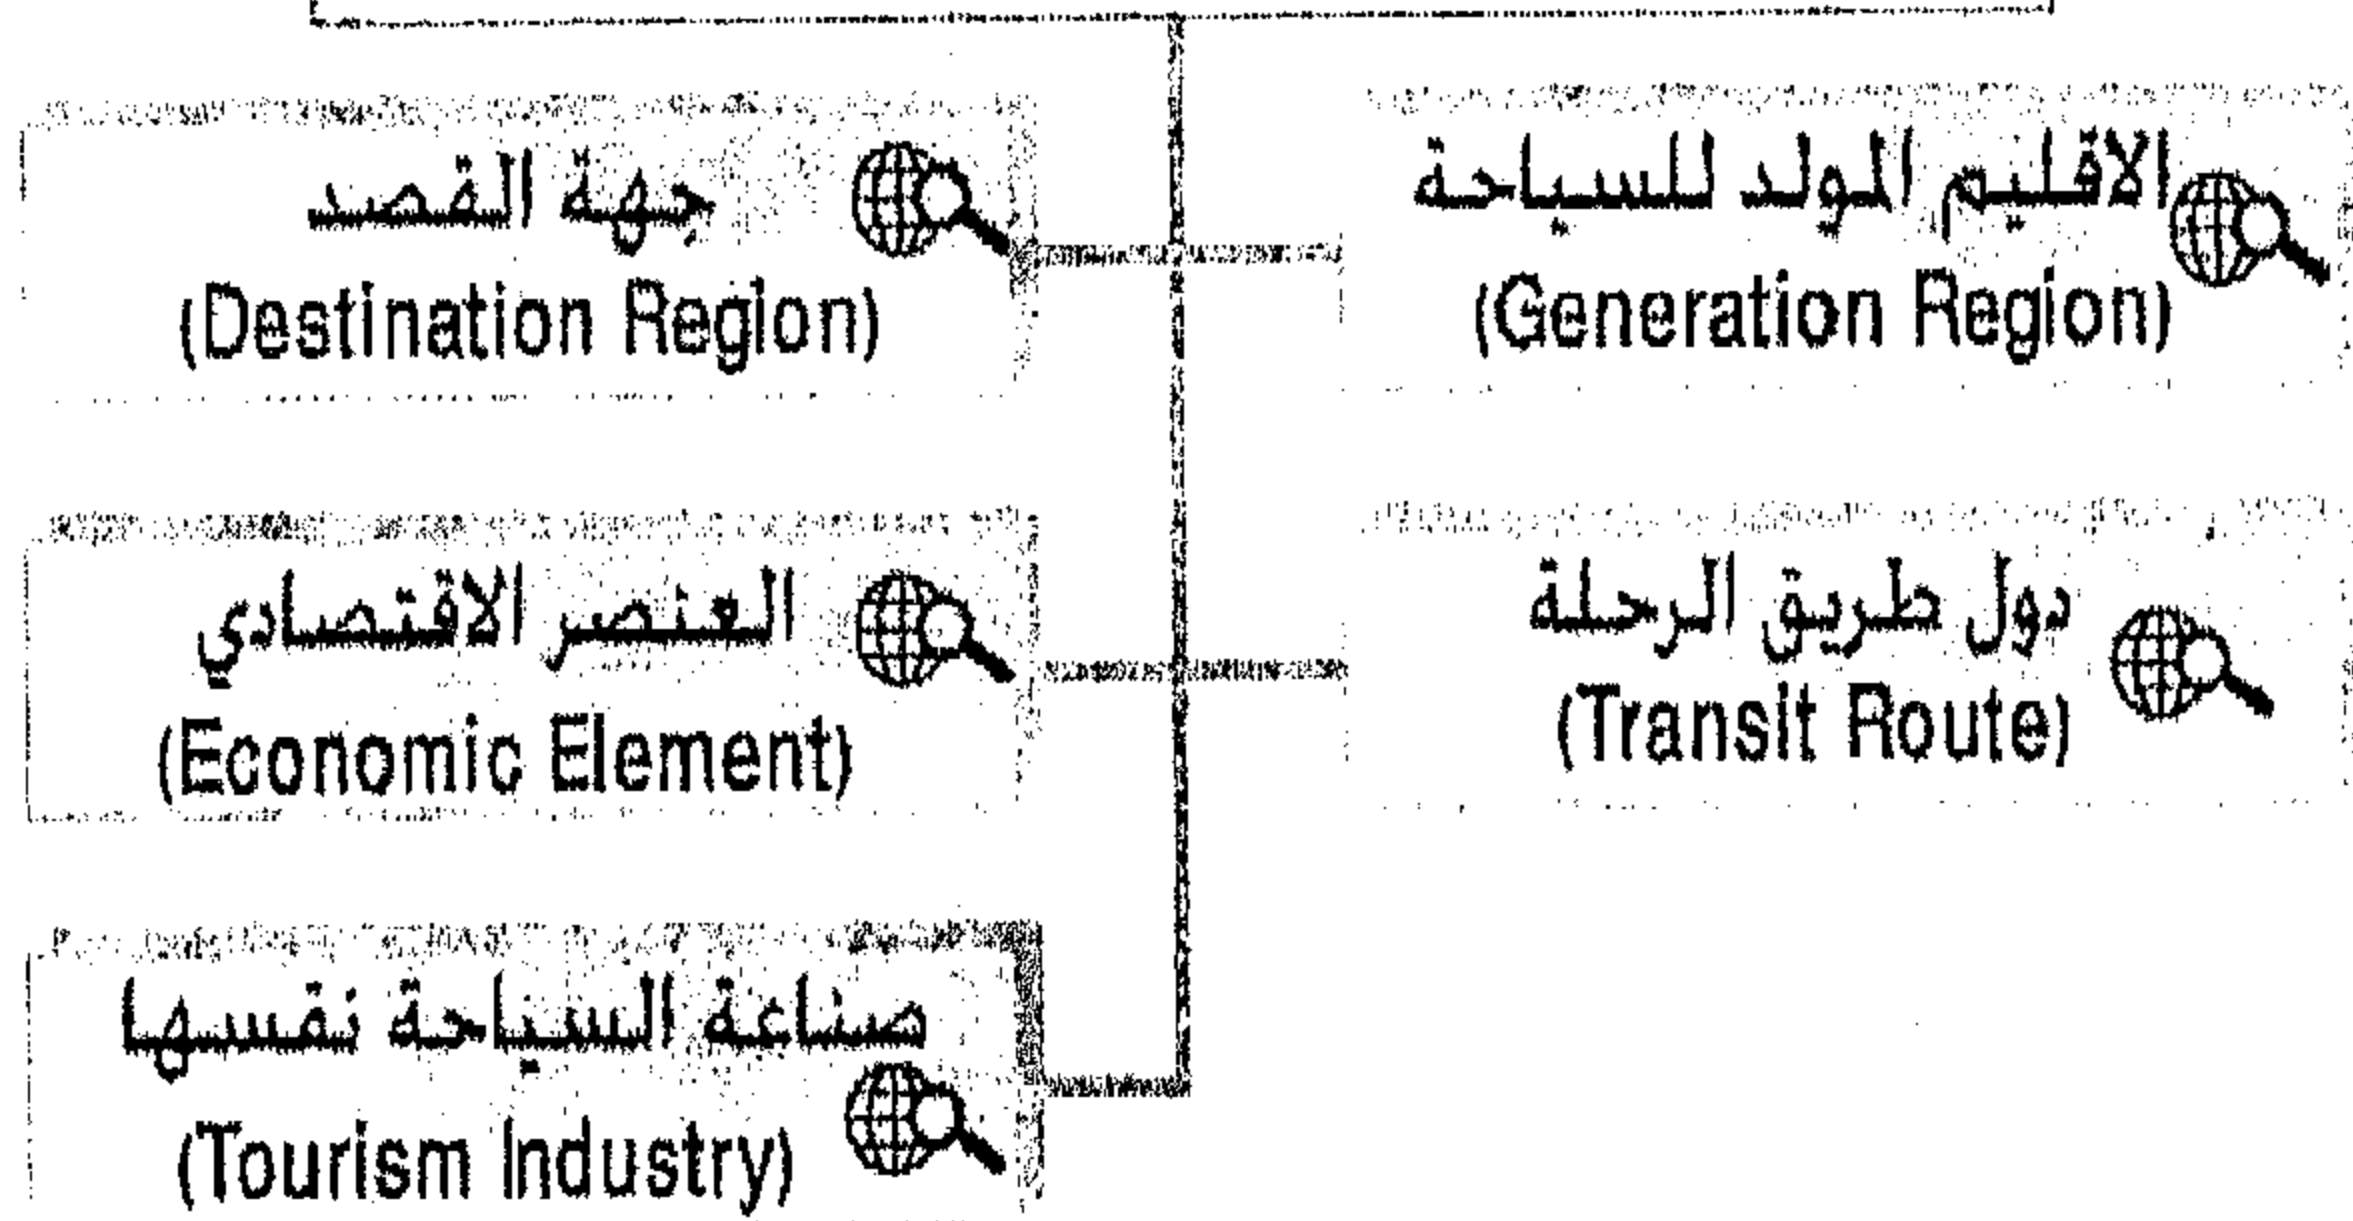 الاقليم المولد للسياحة
(Generation Region)
جهة القصد
(Destination Region)
دول طريق الرحلة
(Transit Route)
العنصر الاقتصادي
(Economic Element)
صناعة السياحة نفسها
(Tourism Industry)